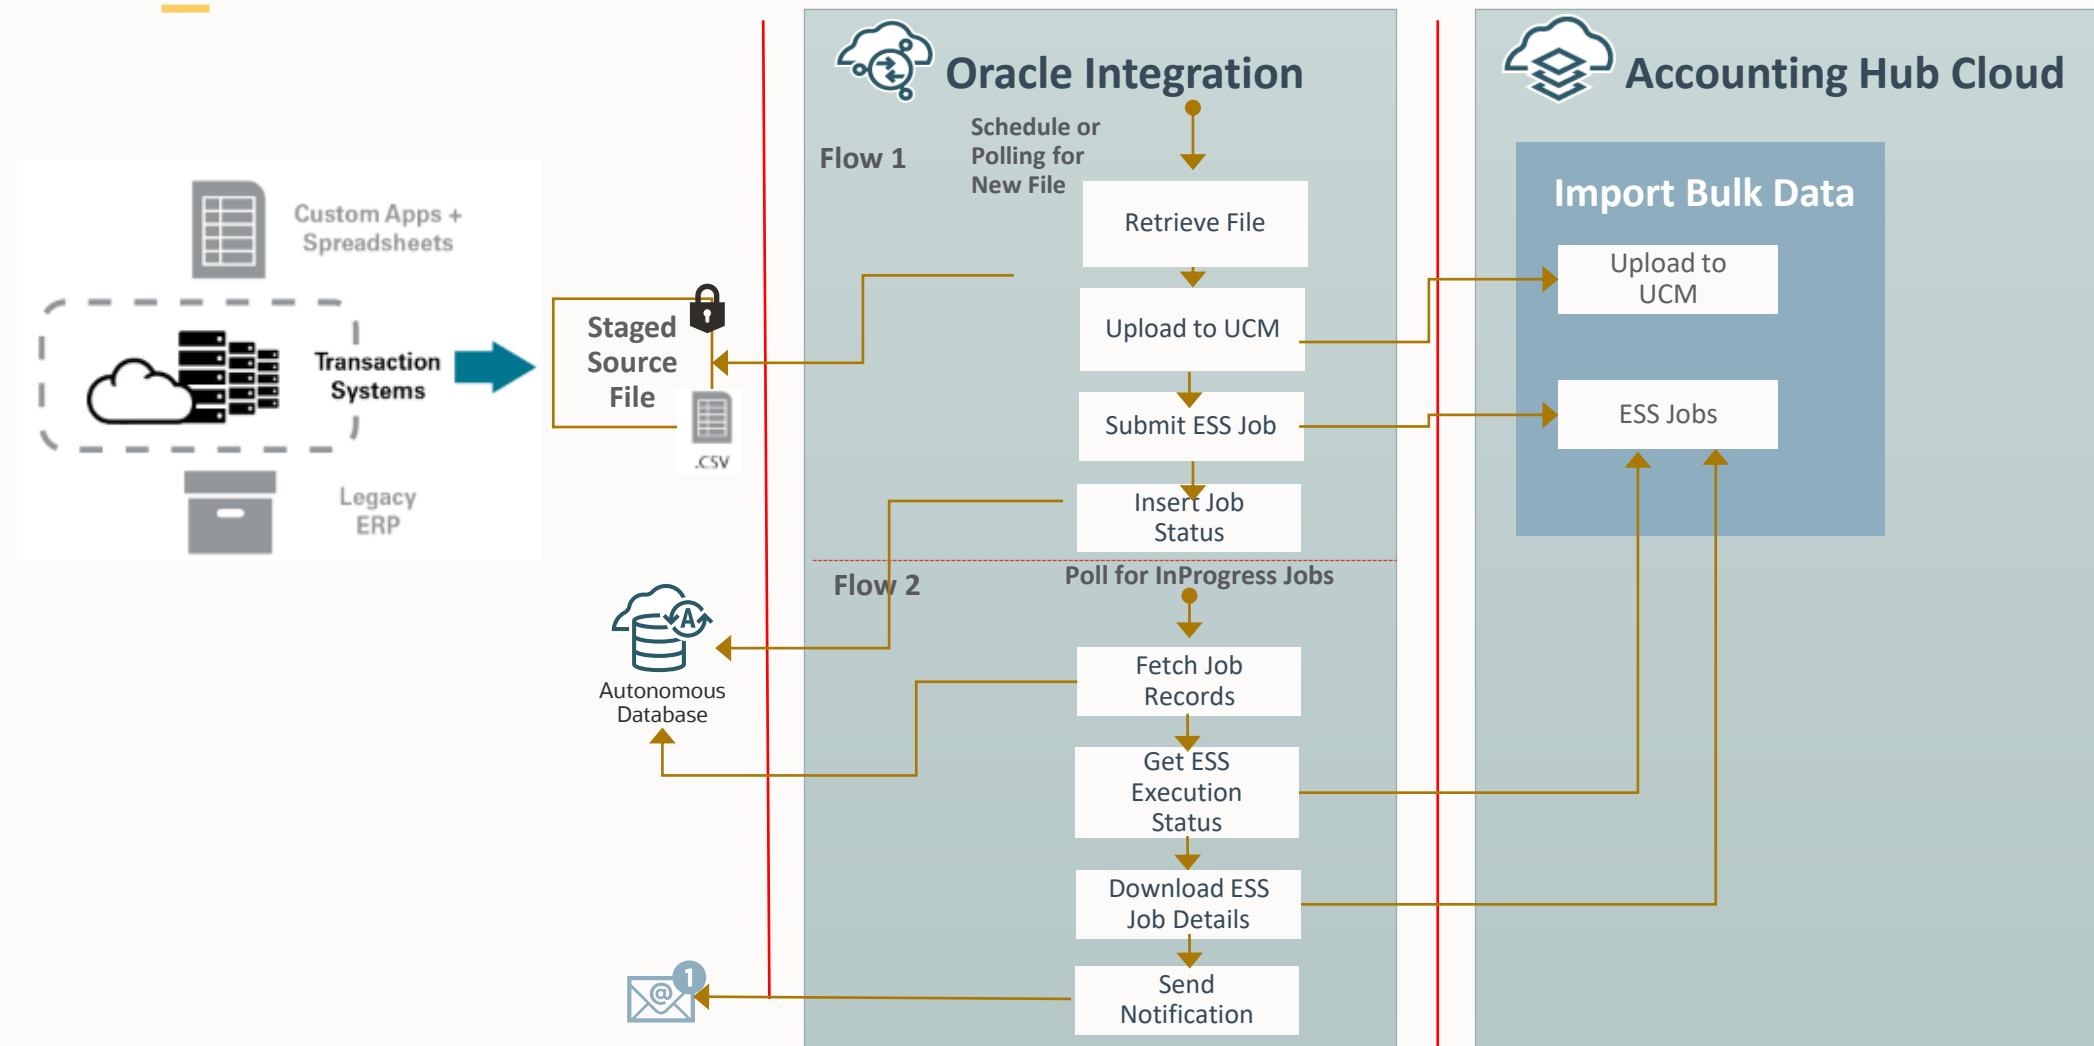 Oracle Integration
Accounting Hub Cloud
Schedule or
Polling for
New File
Flow 1
Custom Apps +
Spreadsheets
Transaction
Systems
Legacy
ERP
Staged
Source
File
.CSV
Retrieve File
Upload to UCM
Submit ESS Job
Insert Job
Status
Import Bulk Data
Upload to
UCM
ESS Jobs
Flow 2
Poll for InProgress Jobs
A
Autonomous
Database
Fetch Job
Records
Get ESS
Execution
Status
Download ESS
Job Details
Send
Notification
@
1